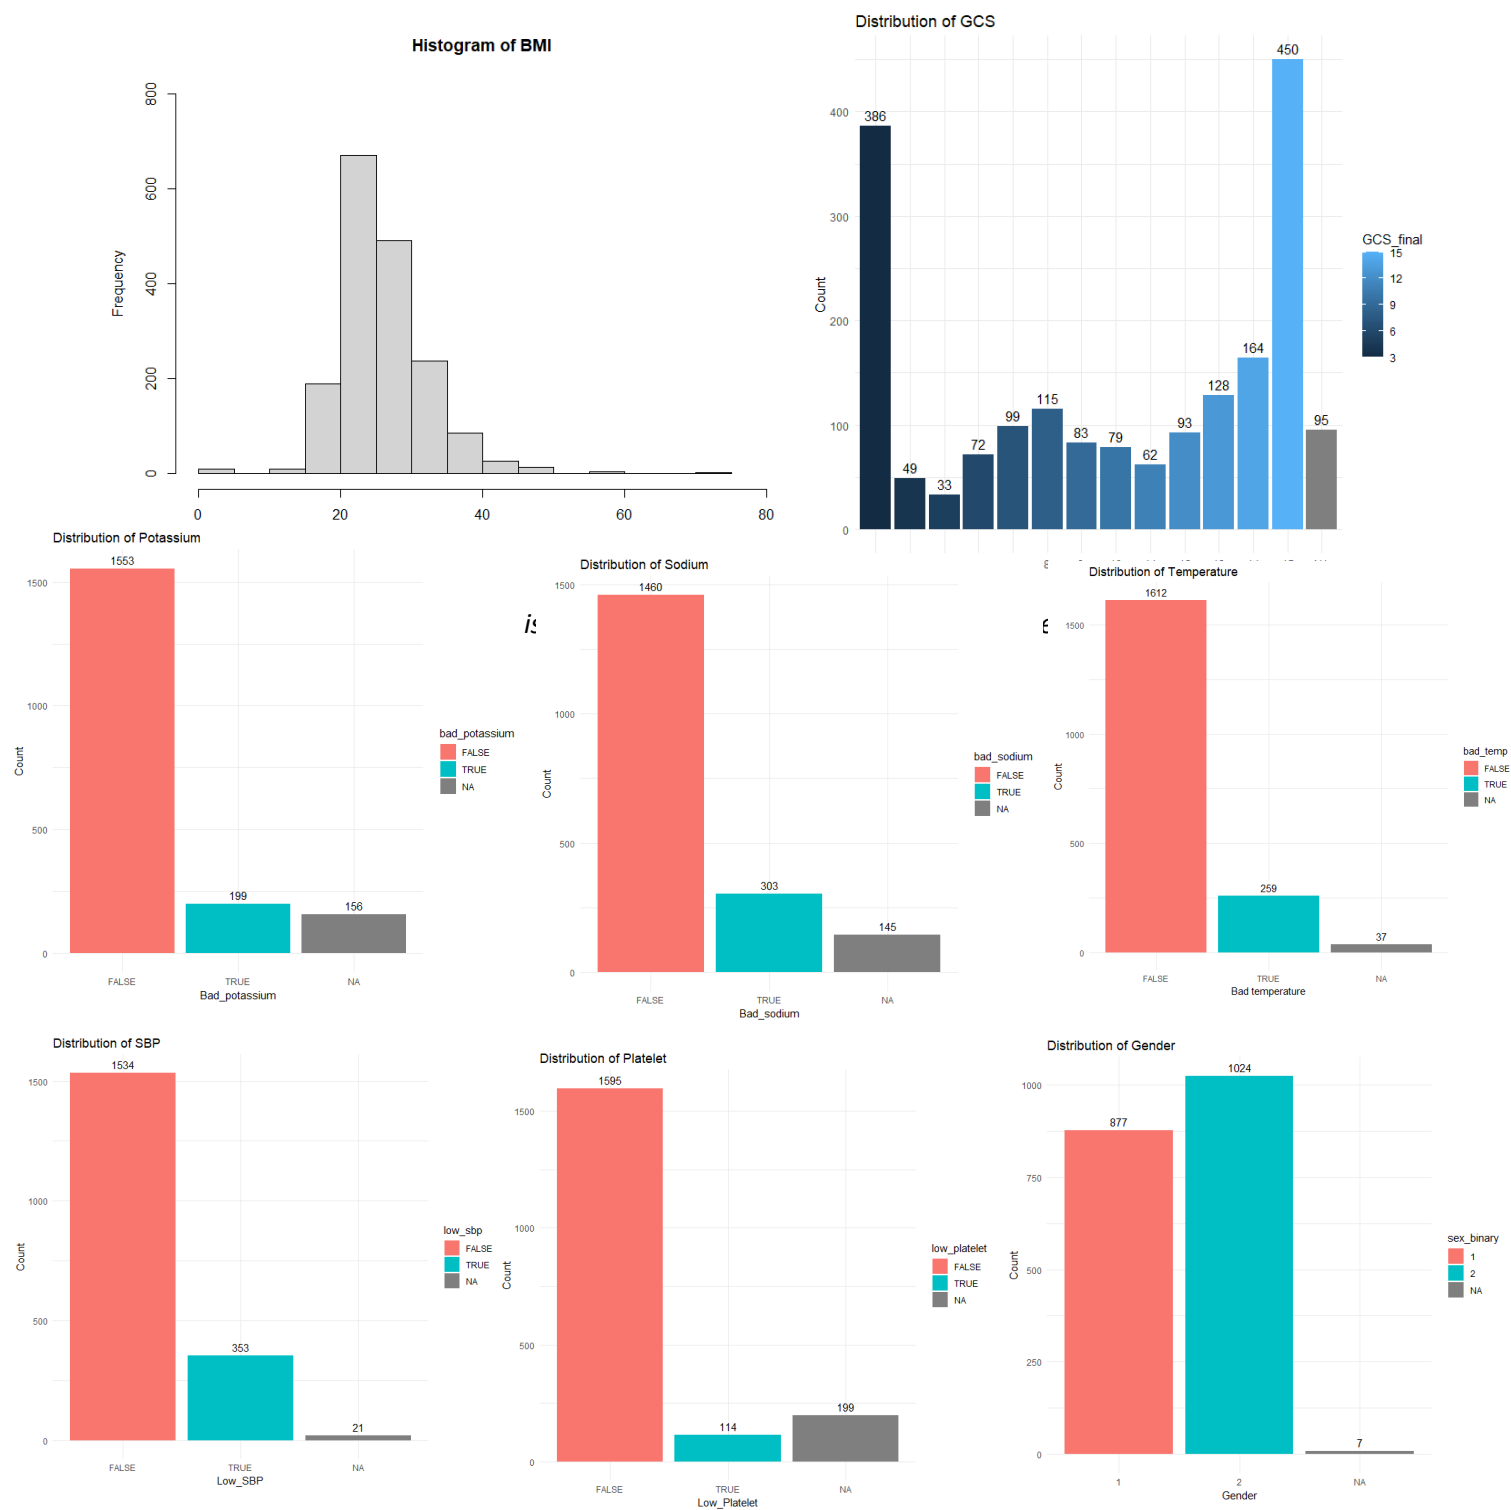 Histogram of BMI
Frequency
800
600
400
200
0
0 20 40 60 80
Distribution of GCS
Count
400
300
200
100
0
386
49
33
72
99
115
83
79
62
93
128
164
450
95
GCS_final
15
12
9
6
3
Distribution of Potassium
Count
1500
1000
500
0
1553
199
156
FALSE TRUE NA
Bad_potassium
bad_potassium
FALSE
TRUE
NA
is
Distribution of Sodium
Count
1500
1000
500
0
1460
303
145
FALSE TRUE NA
Bad_sodium
bad_sodium
FALSE
TRUE
NA
Distribution of Temperature
Count
1500
1000
500
0
1612
259
37
FALSE TRUE NA
Bad temperature
bad_temp
FALSE
TRUE
NA
Distribution of SBP
Count
1500
1000
500
0
1534
353
21
FALSE TRUE NA
Low_SBP
low_sbp
FALSE
TRUE
NA
Distribution of Platelet
Count
1500
1000
500
0
1595
114
199
FALSE TRUE NA
Low_Platelet
low_platelet
FALSE
TRUE
NA
Distribution of Gender
Count
1000
750
500
250
0
877
1024
7
1 2 NA
Gender
sex_binary
1
2
NA